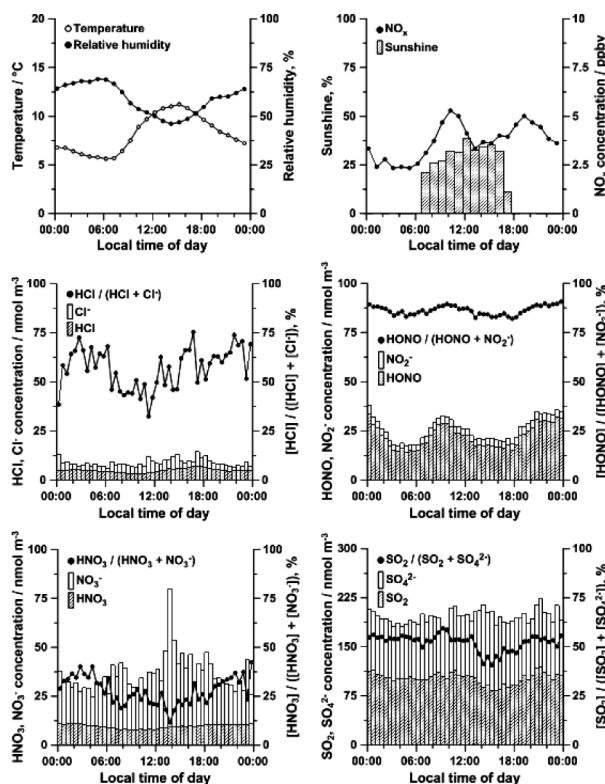 Temperature
Relative humidity
Temperature / °C
20
15
10
5
0
Relative humidity, %
100
75
50
25
0
00:00 06:00 12:00 18:00 00:00
Local time of day
NOₓ
Sunshine
Sunshine, %
100
75
50
25
0
NOₓ concentration / ppbv
10
8
6
4
2
0
00:00 06:00 12:00 18:00 00:00
Local time of day
HCl / (HCl + Cl⁻)
Cl⁻
HCl
HCl, Cl⁻ concentration / nmol m⁻³
100
75
50
25
0
[HCl] / ([HCl] + [Cl⁻]), %
100
75
50
25
0
00:00 06:00 12:00 18:00 00:00
Local time of day
HONO / (HONO + NO₂⁻)
NO₂⁻
HONO
HONO, NO₂⁻ concentration / nmol m⁻³
100
75
50
25
0
[HONO] / ([HONO] + [NO₂⁻]), %
100
75
50
25
0
00:00 06:00 12:00 18:00 00:00
Local time of day
HNO₃ / (HNO₃ + NO₃⁻)
NO₃⁻
HNO₃
HNO₃, NO₃⁻ concentration / nmol m⁻³
100
75
50
25
0
[HNO₃] / ([HNO₃] + [NO₃⁻]), %
100
75
50
25
0
00:00 06:00 12:00 18:00 00:00
Local time of day
SO₂ / (SO₂ + SO₄²⁻)
SO₄²⁻
SO₂
SO₂, SO₄²⁻ concentration / nmol m⁻³
300
225
150
75
0
[SO₂] / ([SO₂] + [SO₄²⁻]), %
100
75
50
25
0
00:00 06:00 12:00 18:00 00:00
Local time of day